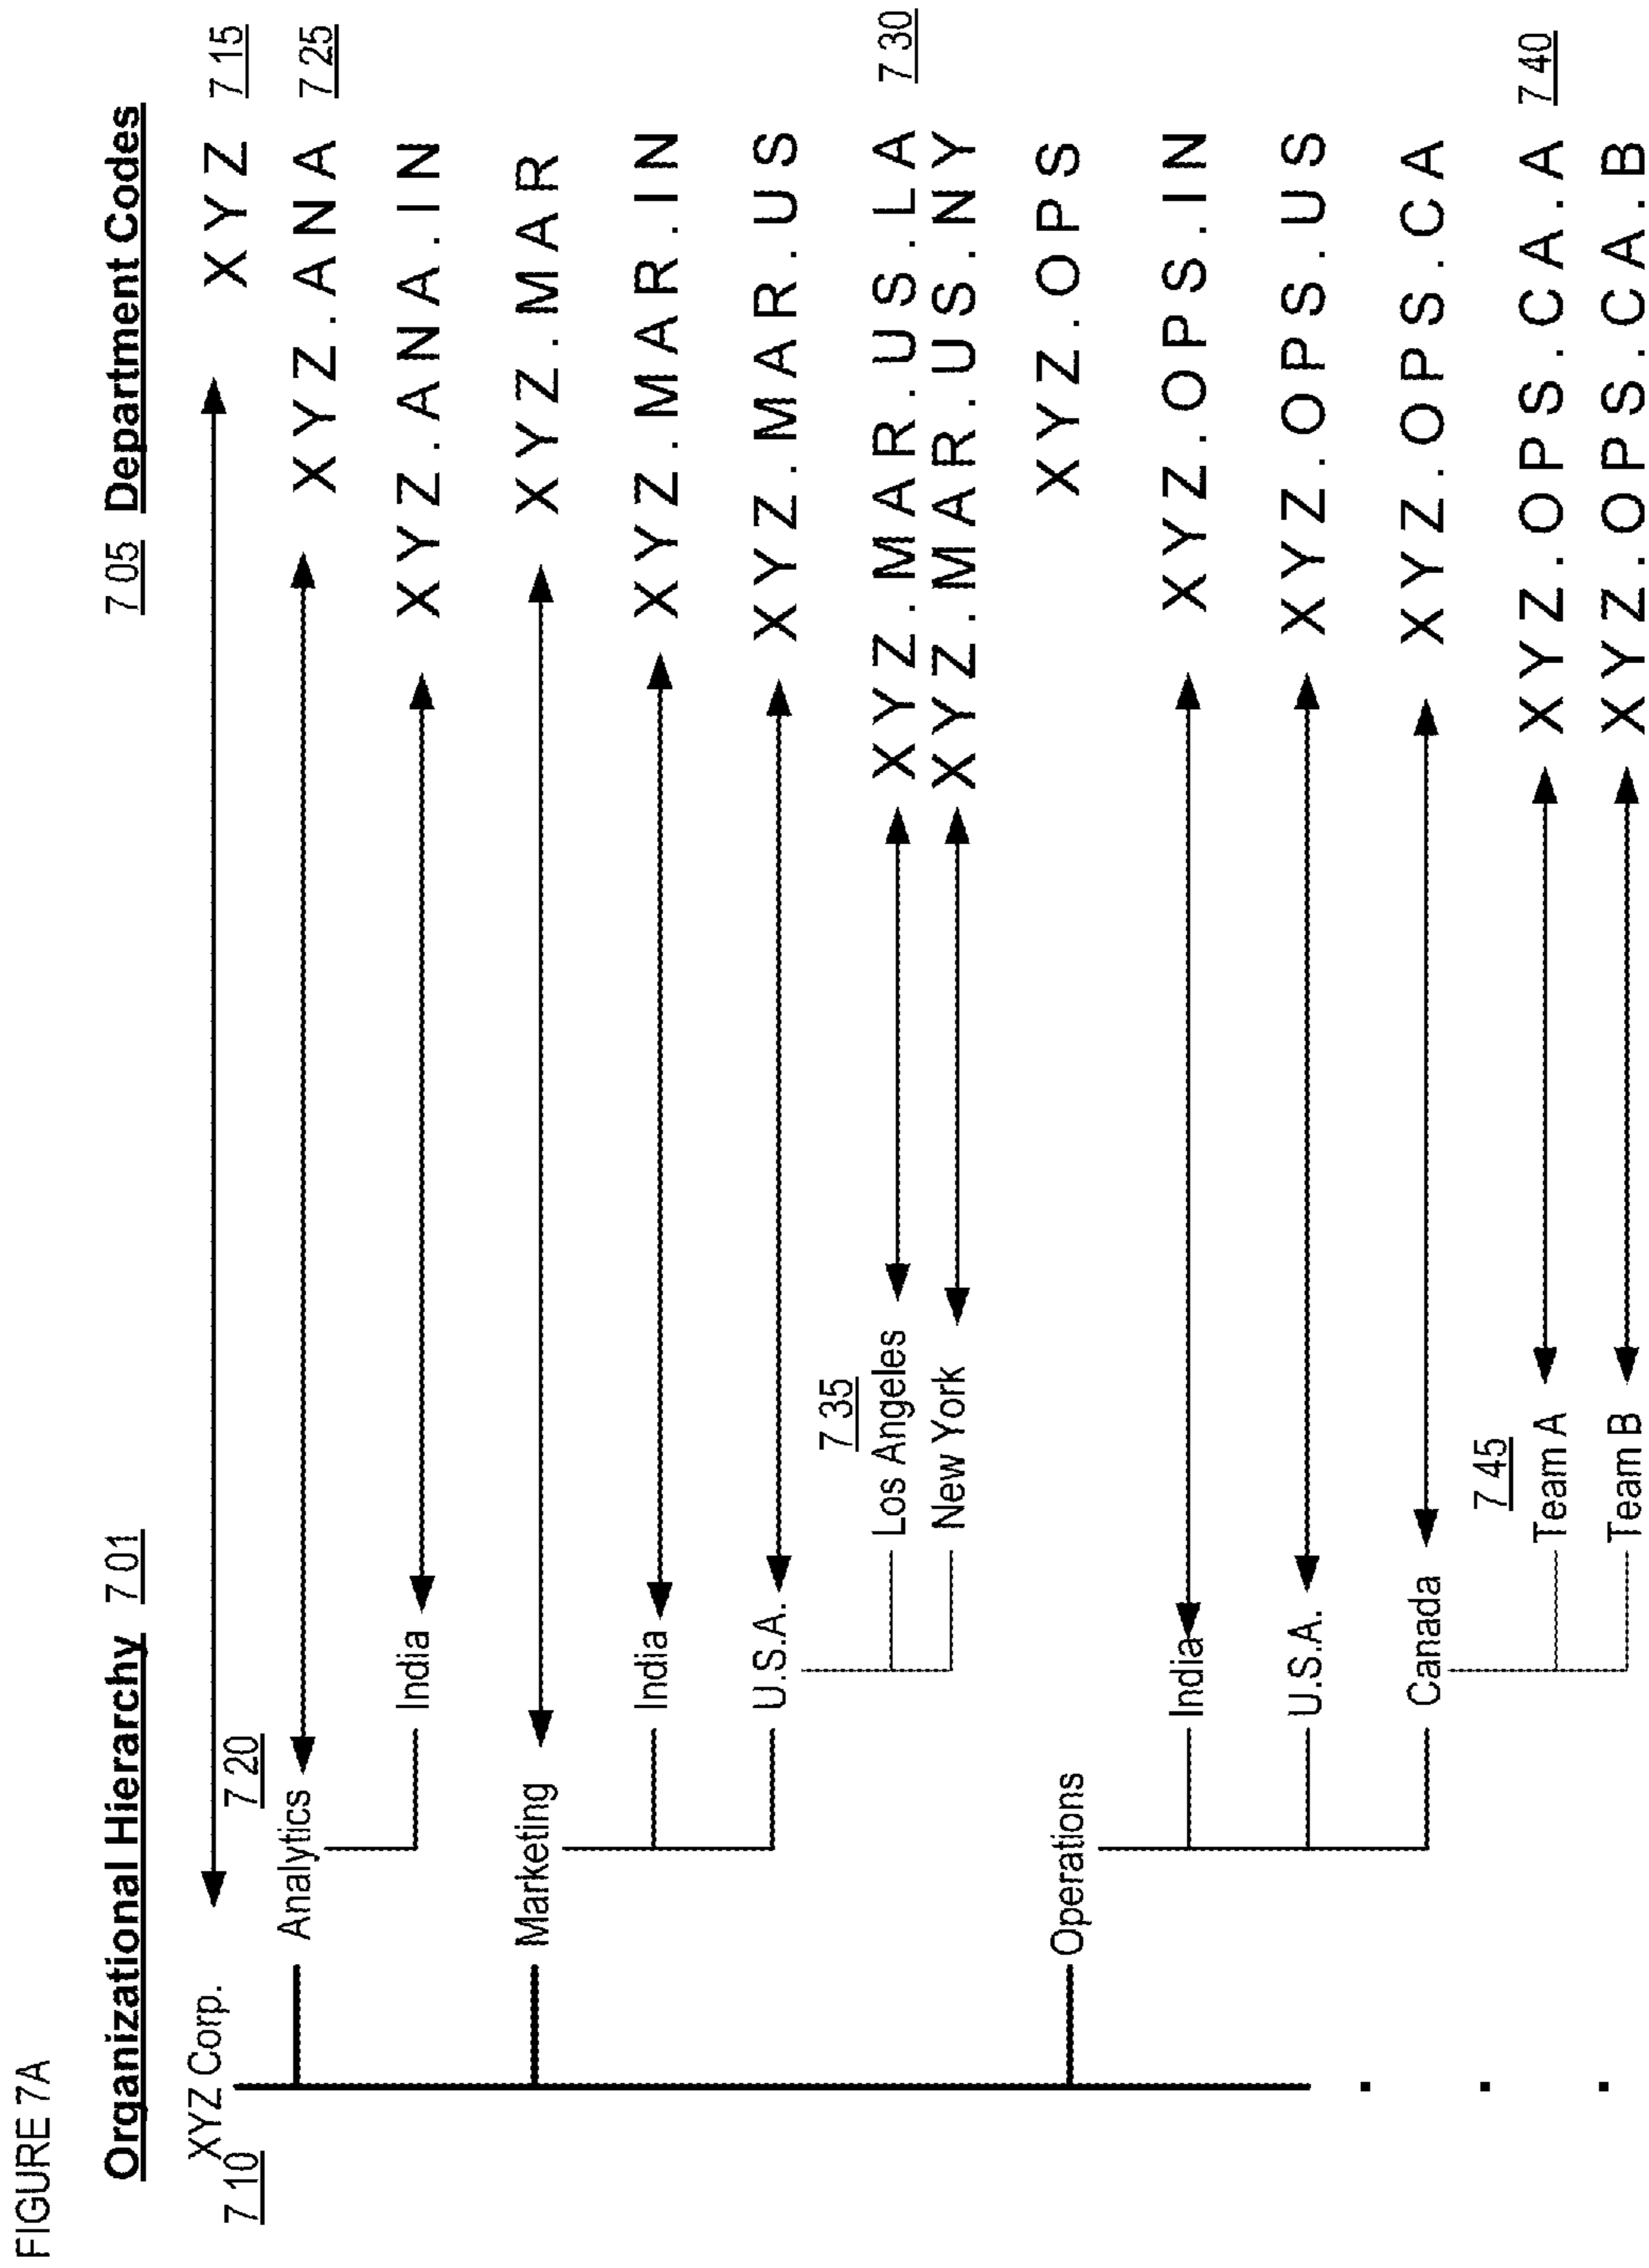 FIGURE 7A
Organizational Hierarchy 7 01 7 05 Department Codes
XYZ Corp. XYZ 7 15
7 10
7 20
Analytics XYZ.ANA 7 25
India XYZ.ANA.IN
Marketing XYZ.MAR
India XYZ.MAR.IN
U.S.A. XYZ.MAR.US
7 35
Los Angeles XYZ.MAR.US.LA 7 30
New York XYZ.MAR.US.NY
Operations XYZ.OPS
India XYZ.OPS.IN
U.S.A. XYZ.OPS.US
Canada XYZ.OPS.CA
7 45
Team A XYZ.OPS.CA.A 7 40
Team B XYZ.OPS.CA.B